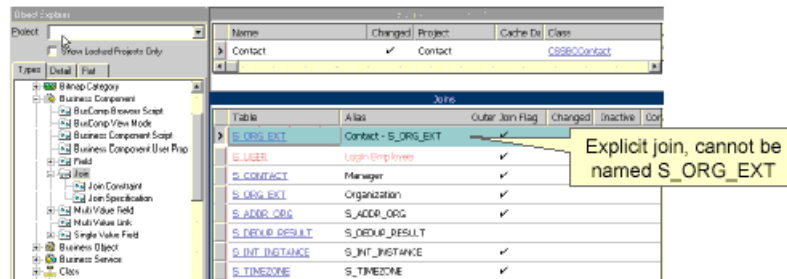 Object Explorer
Project
Show Locked Projects Only
Types Detail Flat
Bitmap Category
Business Component
BusComp Browser Script
BusComp View Mode
Business Component Script
Business Component User Prop
Field
Join
Join Constraint
Join Specification
Multi Value Field
Multi Value Link
Single Value Field
Business Object
Business Service
Class
Name Changed Project Cache Da Class
Contact ✔ Contact CSSBCContact
Joins
Table Alias Outer Join Flag Changed Inactive Com
S_ORG_EXT Contact - S_ORG_EXT ✔
S_USER Login Employee
S_CONTACT Manager ✔
S_ORG_EXT Organization ✔
S_ADDR_ORG S_ADDR_ORG ✔
S_DEDUP_RESULT S_DEDUP_RESULT
S_INT_INSTANCE S_INT_INSTANCE ✔
S_TIMEZONE S_TIMEZONE ✔
Explicit join, cannot be
named S_ORG_EXT